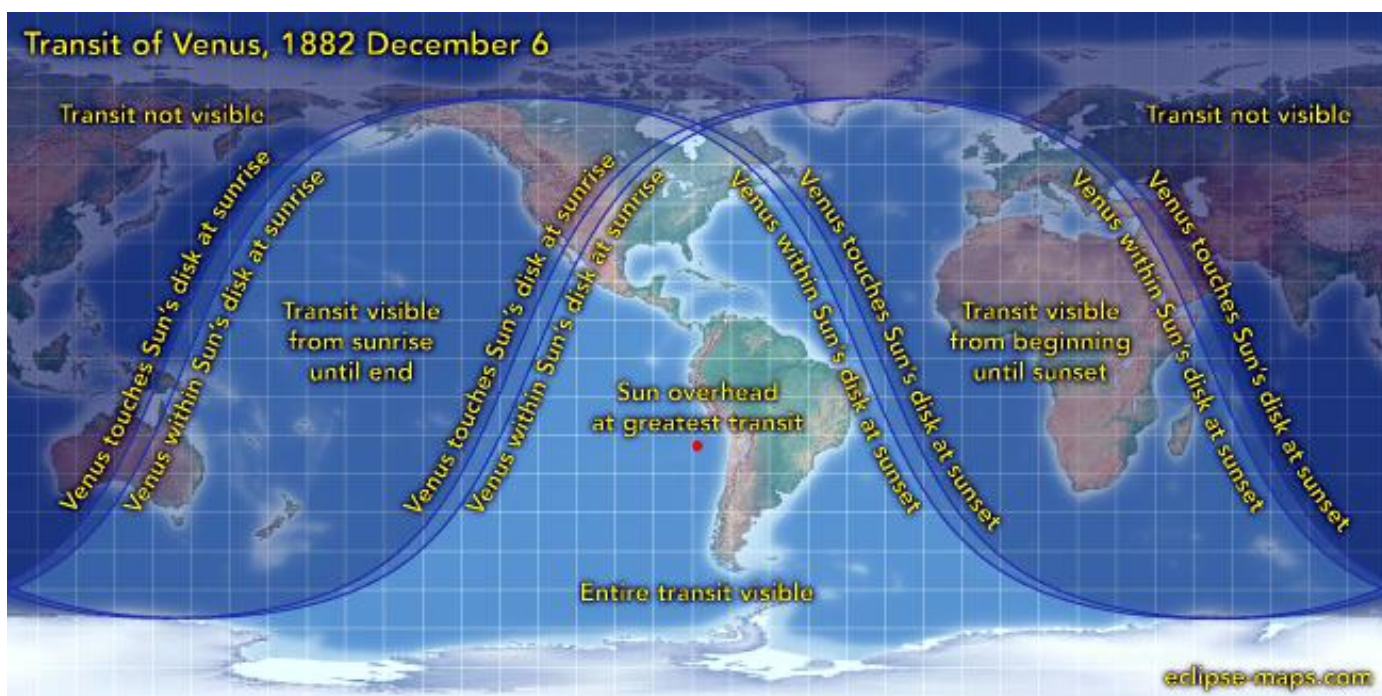 Transit of Venus, 1882 December 6
Transit not visible
Transit not visible
Venus touches Sun's disk at sunrise
Venus within Sun's disk at sunrise
Venus touches Sun's disk at sunrise
Venus within Sun's disk at sunrise
Venus within Sun's disk at sunset
Venus touches Sun's disk at sunset
Venus within Sun's disk at sunset
Venus touches Sun's disk at sunset
Transit visible
from sunrise
until end
Transit visible
from beginning
until sunset
Sun overhead
at greatest transit
Entire transit visible
eclipse-maps.com